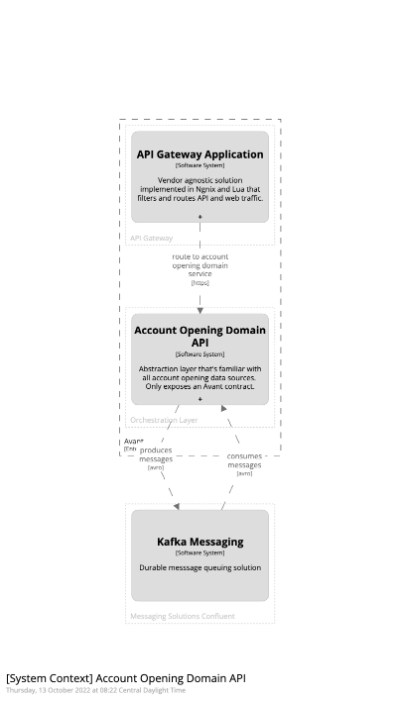 API Gateway Application
[Software System]
Vendor agnostic solution
implemented in Ngnix and Lua that
filters and routes API and web traffic.
API Gateway
route to account
opening domain
service
[https]
Account Opening Domain
API
[Software System]
Abstraction layer that's familiar with
all account opening data sources.
Only exposes an Avant contract.
Orchestration Layer
produces
messages
[avro]
consumes
messages
[avro]
Kafka Messaging
[Software System]
Durable messsage queuing solution
Messaging Solutions Confluent
[System Context] Account Opening Domain API
Thursday, 13 October 2022 at 08:22 Central Daylight Time